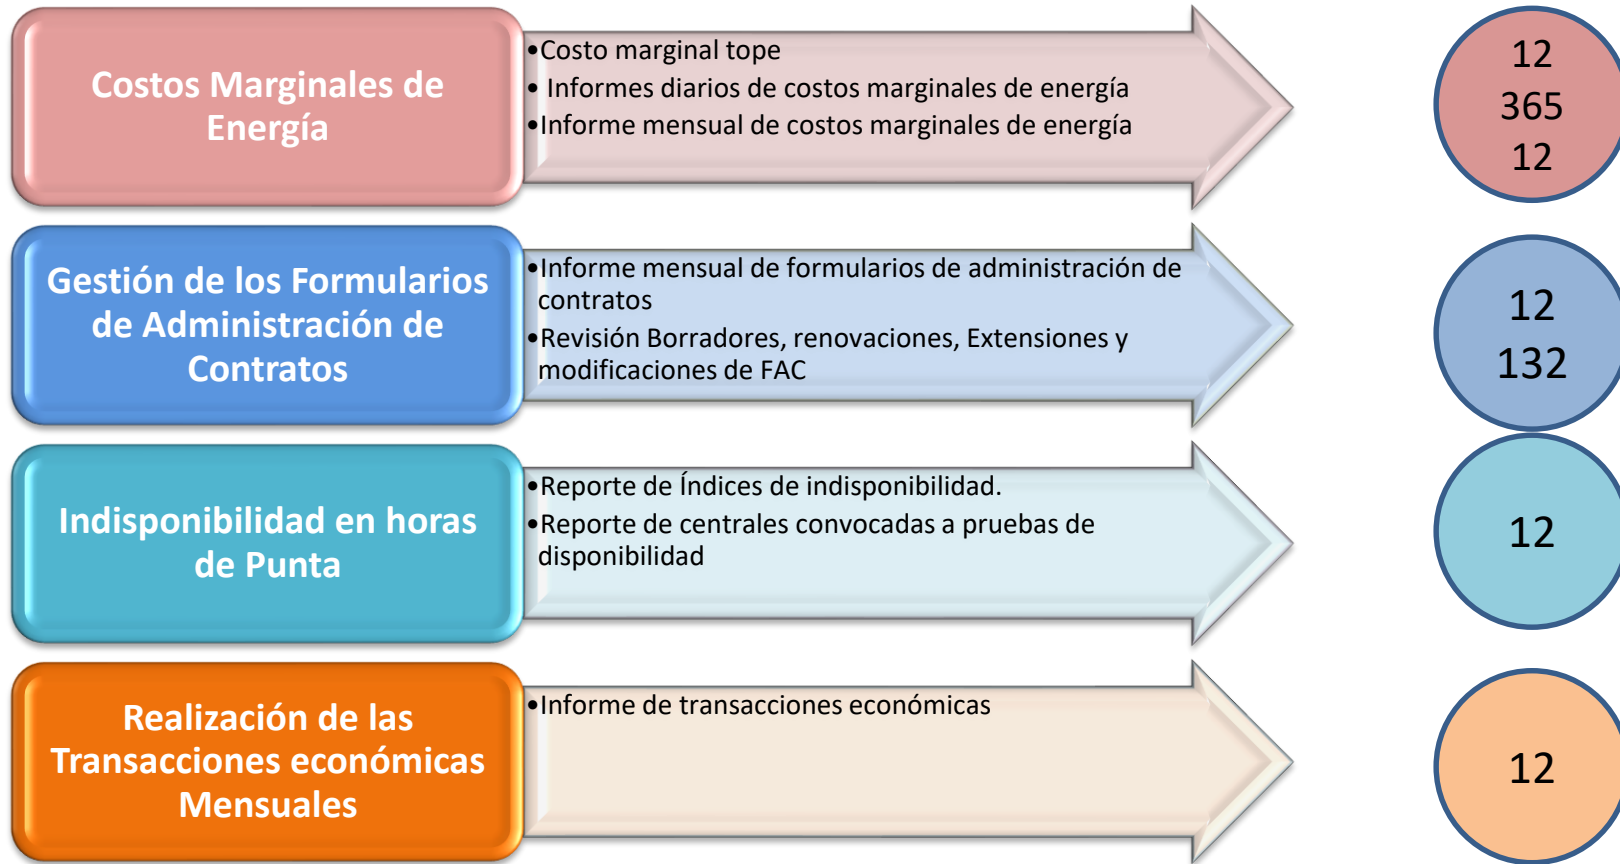 Costos Marginales de
Energía
•Costo marginal tope
• Informes diarios de costos marginales de energía
•Informe mensual de costos marginales de energía
12
365
12
Gestión de los Formularios
de Administración de
Contratos
•Informe mensual de formularios de administración de
contratos
•Revisión Borradores, renovaciones, Extensiones y
modificaciones de FAC
12
132
Indisponibilidad en horas
de Punta
•Reporte de Índices de indisponibilidad.
•Reporte de centrales convocadas a pruebas de
disponibilidad
12
Realización de las
Transacciones económicas
Mensuales
•Informe de transacciones económicas
12